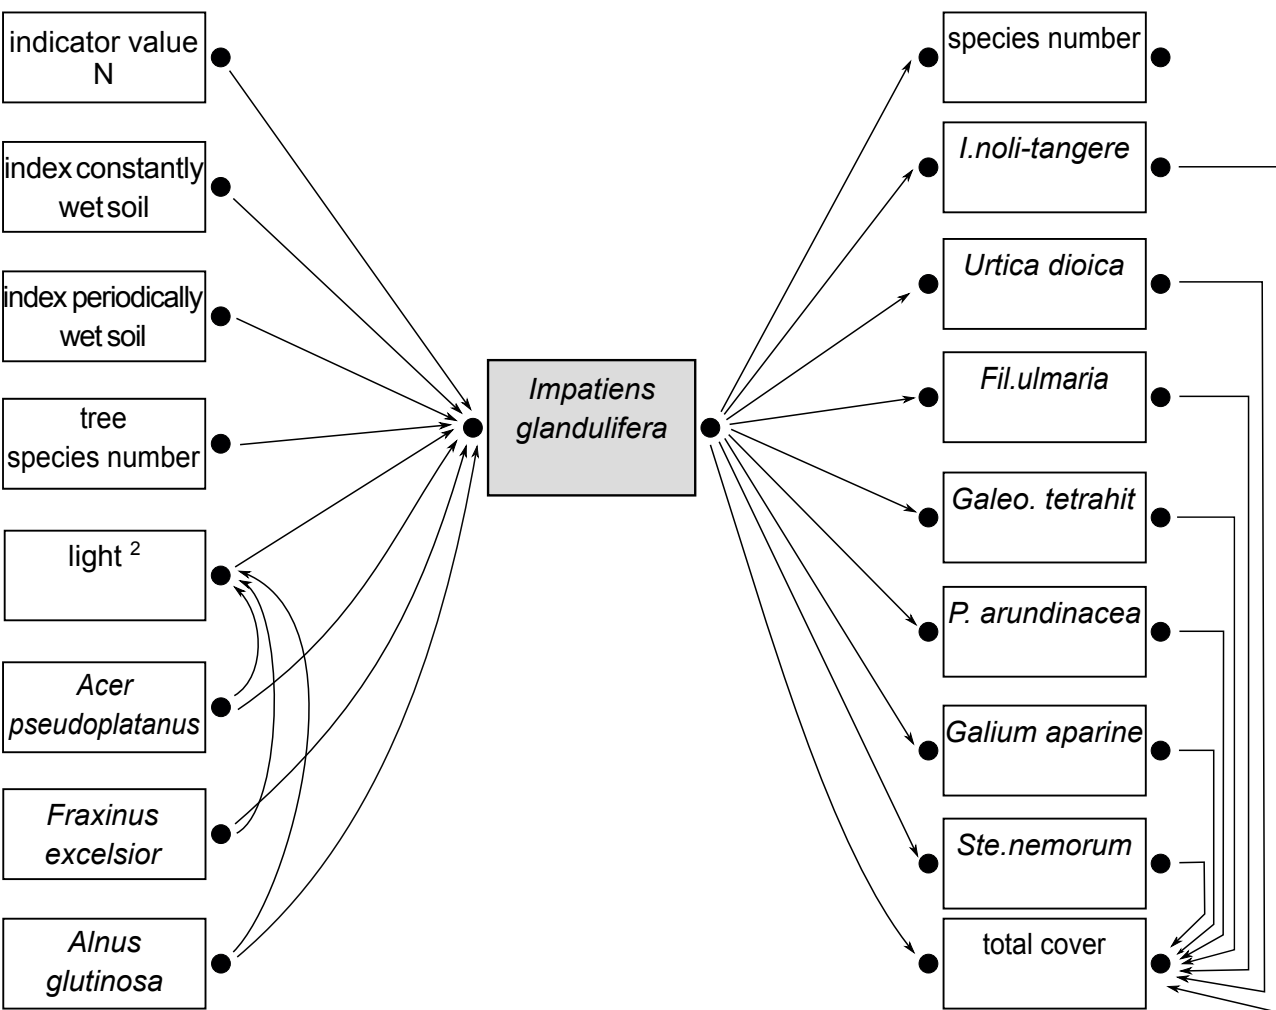 indicator value
N
index constantly
wet soil
index periodically
wet soil
tree
species number
light ²
Acer
pseudoplatanus
Fraxinus
excelsior
Alnus
glutinosa
Impatiens
glandulifera
species number
I.noli-tangere
Urtica dioica
Fil.ulmaria
Galeo. tetrahit
P. arundinacea
Galium aparine
Ste.nemorum
total cover